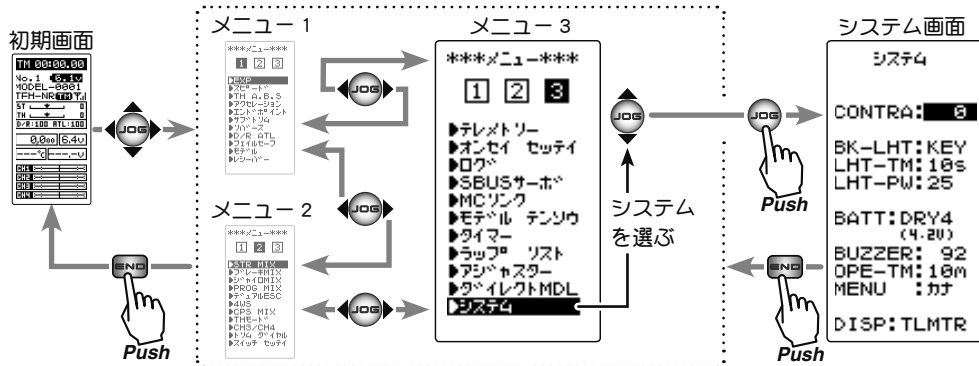 初期画面
TM 00:00.00
No.1 6.1v
MODEL-0001
TFH-NR TM
ST 0
TH 0
D/R:100 ATL:100
6.4v
CH1
CH2
CH3
CH4
JOG
END
Push
メニュー 1
***メニュー***
1 2 3
▶EXP
▶スピード
▶TH A.B.S
▶アクセレーション
▶エンドポイント
▶サブトリム
▶リバース
▶D/R ATL
▶フェイルセーフ
▶モデル
▶レシーバー
メニュー 2
***メニュー***
1 2 3
▶STR MIX
▶ブレーキMIX
▶ジャイロMIX
▶PROG MIX
▶デュアルESC
▶4WS
▶CPS MIX
▶THモード
▶CH3/CH4
▶トリム ダイヤル
▶スイッチ セッテイ
JOG
JOG
JOG
メニュー 3
***メニュー***
1 2 3
▶テレメトリー
▶オンセイ セッテイ
▶ログ
▶SBUSサーボ
▶MCリンク
▶モデル テンソウ
▶タイマー
▶ラップ リスト
▶アジャスター
▶ダイレクトMDL
▶システム
JOG
システム
を選ぶ
JOG
Push
END
Push
システム画面
システム
CONTRA: 0
BK-LHT:KEY
LHT-TM:10s
LHT-PW:25
BATT:DRY4
(4.2V)
BUZZER: 92
OPE-TM:10m
MENU :カナ
DISP:TLMTR